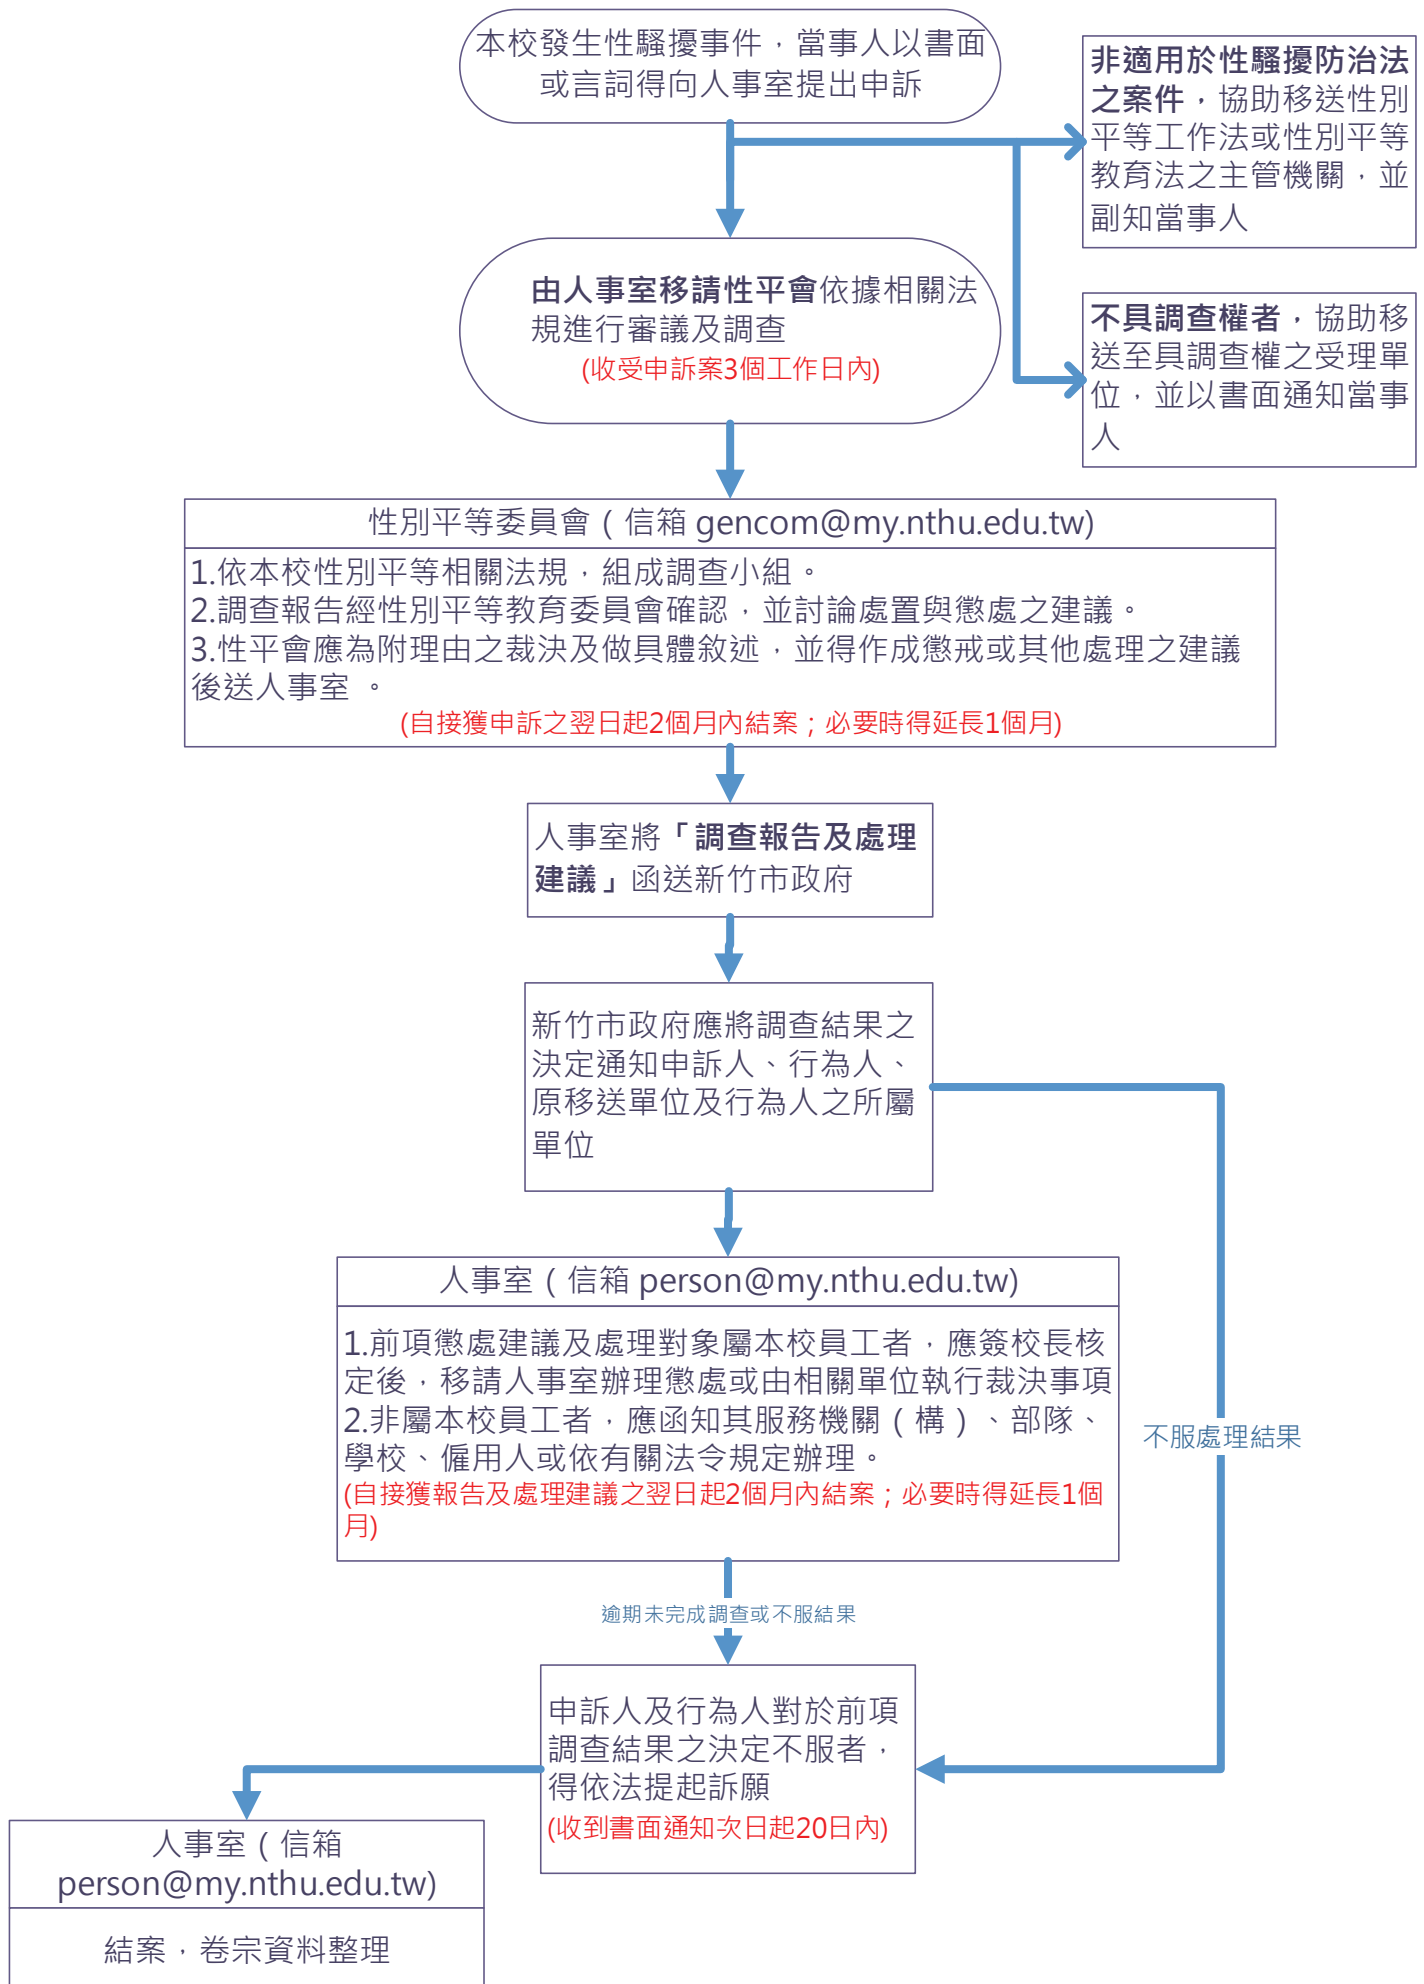 本校發生性騷擾事件，當事人以書面
或言詞得向人事室提出申訴
非適用於性騷擾防治法
之案件，協助移送性別
平等工作法或性別平等
教育法之主管機關，並
副知當事人
由人事室移請性平會依據相關法
規進行審議及調查
(收受申訴案3個工作日內)
不具調查權者，協助移
送至具調查權之受理單
位，並以書面通知當事
人
性別平等委員會（信箱 gencom@my.nthu.edu.tw)
1.依本校性別平等相關法規，組成調查小組。
2.調查報告經性別平等教育委員會確認，並討論處置與懲處之建議。
3.性平會應為附理由之裁決及做具體敘述，並得作成懲戒或其他處理之建議
後送人事室 。
(自接獲申訴之翌日起2個月內結案；必要時得延長1個月)
人事室將「調查報告及處理
建議」函送新竹市政府
新竹市政府應將調查結果之
決定通知申訴人、行為人、
原移送單位及行為人之所屬
單位
人事室（信箱 person@my.nthu.edu.tw)
1.前項懲處建議及處理對象屬本校員工者，應簽校長核
定後，移請人事室辦理懲處或由相關單位執行裁決事項
2.非屬本校員工者，應函知其服務機關（構）、部隊、
學校、僱用人或依有關法令規定辦理。
(自接獲報告及處理建議之翌日起2個月內結案；必要時得延長1個
月)
不服處理結果
逾期未完成調查或不服結果
申訴人及行為人對於前項
調查結果之決定不服者，
得依法提起訴願
(收到書面通知次日起20日內)
人事室（信箱
person@my.nthu.edu.tw)
結案，卷宗資料整理